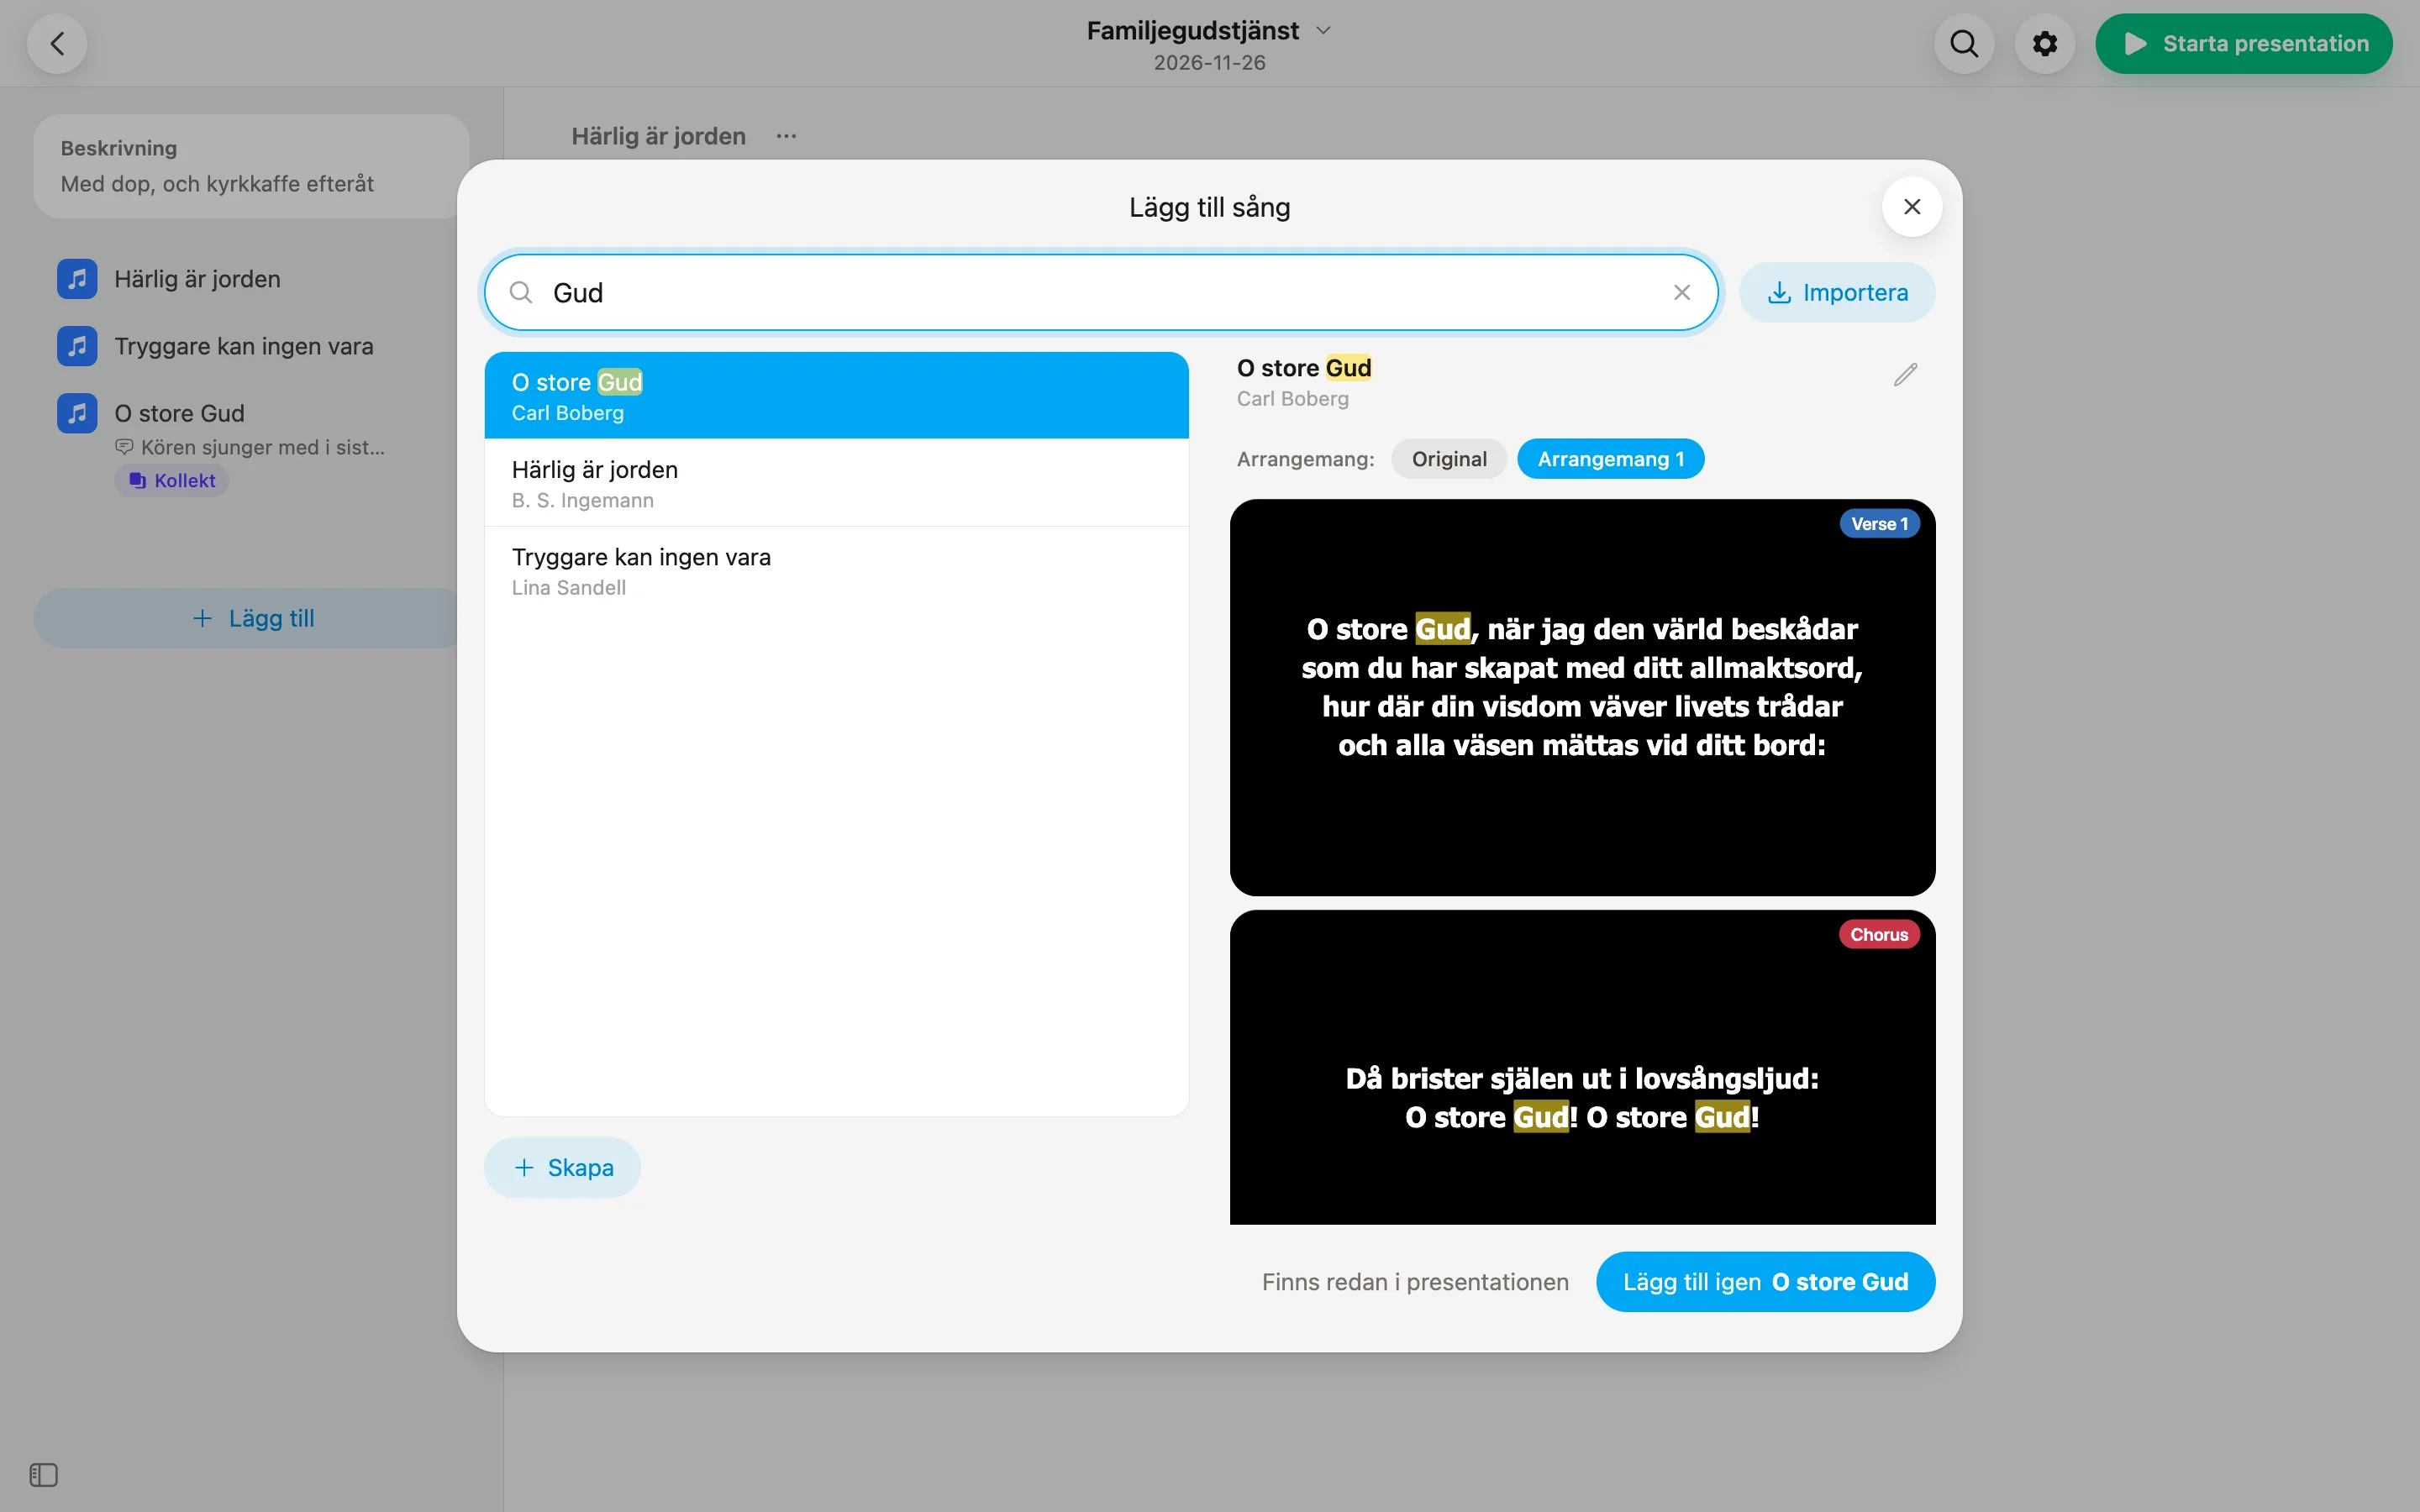 Familjegudstjänst
2026-11-26
Starta presentation
Beskrivning
Med dop, och kyrkkaffe efteråt
Härlig är jorden
Tryggare kan ingen vara
O store Gud
Kören sjunger med i sist...
Kollekt
Lägg till
Härlig är jorden
Lägg till sång
Gud
Importera
O store Gud
Carl Boberg
Härlig är jorden
B. S. Ingemann
Tryggare kan ingen vara
Lina Sandell
Skapa
O store Gud
Carl Boberg
Arrangemang: Original Arrangemang 1
Verse 1
O store Gud, när jag den värld beskådar
som du har skapat med ditt allmaktsord,
hur där din visdom väver livets trådar
och alla väsen mättas vid ditt bord:
Chorus
Då brister själen ut i lovsångsljud:
O store Gud! O store Gud!
Finns redan i presentationen
Lägg till igen O store Gud